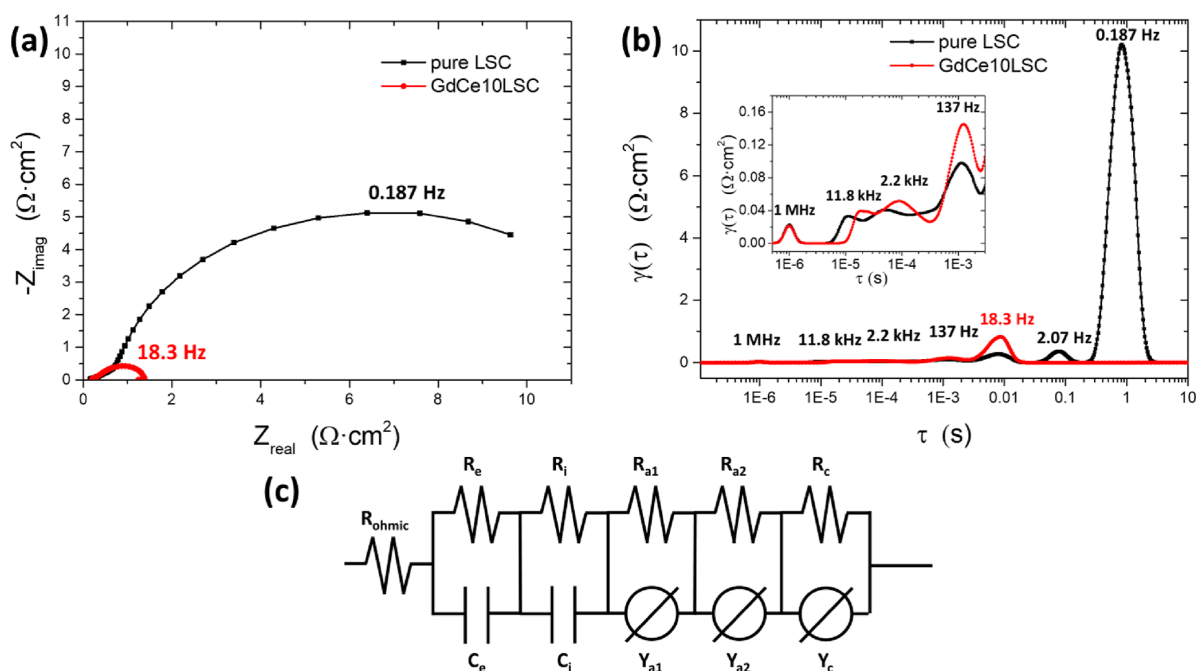 (a)
11
10
9
8
7
6
5
4
3
2
1
0
-Z_imag (Ω·cm²)
pure LSC
GdCe10LSC
0.187 Hz
18.3 Hz
0 2 4 6 8 10
Z_real (Ω·cm²)
(b)
10
8
6
4
2
0
γ(τ) (Ω·cm²)
pure LSC
GdCe10LSC
0.187 Hz
0.16
0.12
0.08
0.04
0.00
γ(τ) (Ω·cm²)
137 Hz
2.2 kHz
11.8 kHz
1 MHz
1E-6 1E-5 1E-4 1E-3
τ (s)
1 MHz 11.8 kHz 2.2 kHz 137 Hz 18.3 Hz 2.07 Hz
1E-6 1E-5 1E-4 1E-3 0.01 0.1 1 10
τ (s)
(c)
R_ohmic
R_e R_i R_a1 R_a2 R_c
C_e C_i Y_a1 Y_a2 Y_c